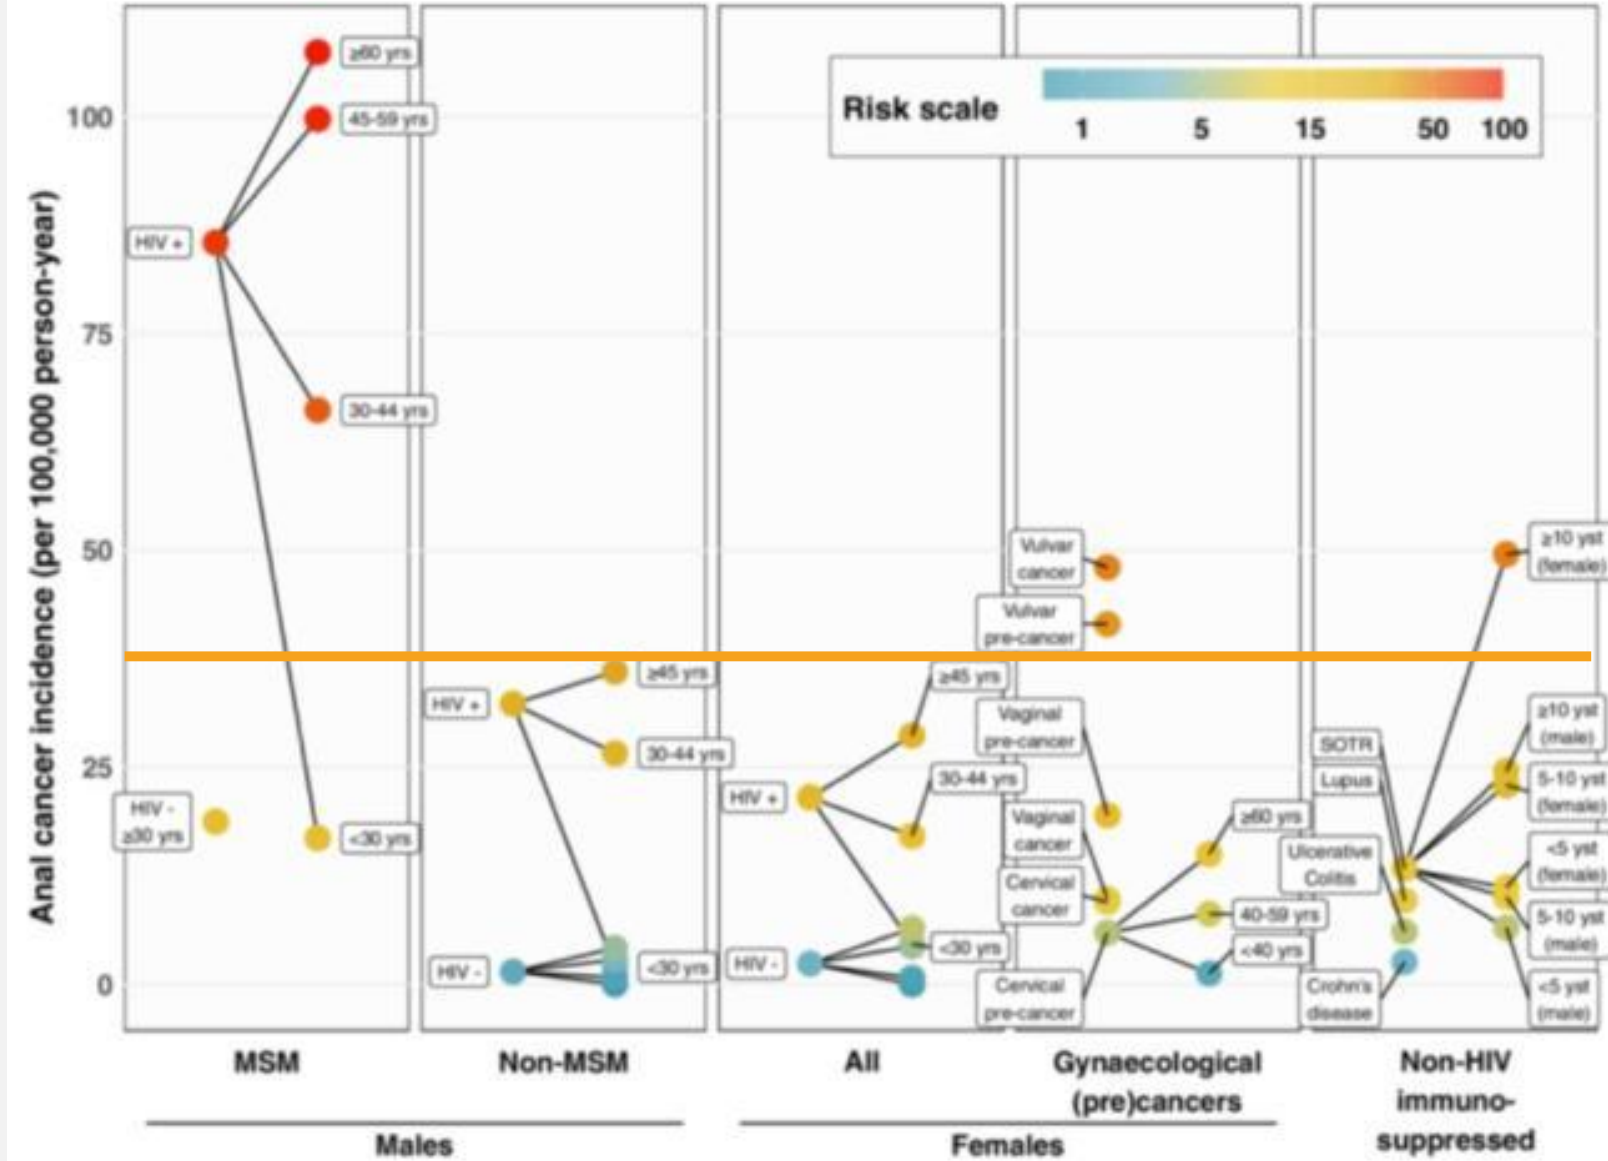 Anal cancer incidence (per 100,000 person-year)
100
75
50
25
0
Risk scale
1 5 15 50 100
≥60 yrs
45-59 yrs
HIV +
30-44 yrs
HIV -
≥30 yrs
<30 yrs
≥45 yrs
HIV +
30-44 yrs
HIV -
<30 yrs
≥45 yrs
30-44 yrs
HIV +
<30 yrs
HIV -
Vulvar
cancer
Vulvar
pre-cancer
Vaginal
pre-cancer
Vaginal
cancer
Cervical
cancer
Cervical
pre-cancer
≥60 yrs
40-59 yrs
<40 yrs
SOTR
Lupus
Ulcerative
Colitis
Crohn's
disease
≥10 yst
(female)
≥10 yst
(male)
5-10 yst
(female)
<5 yst
(female)
5-10 yst
(male)
<5 yst
(male)
MSM
Non-MSM
All
Gynaecological
(pre)cancers
Non-HIV
immuno-
suppressed
Males
Females